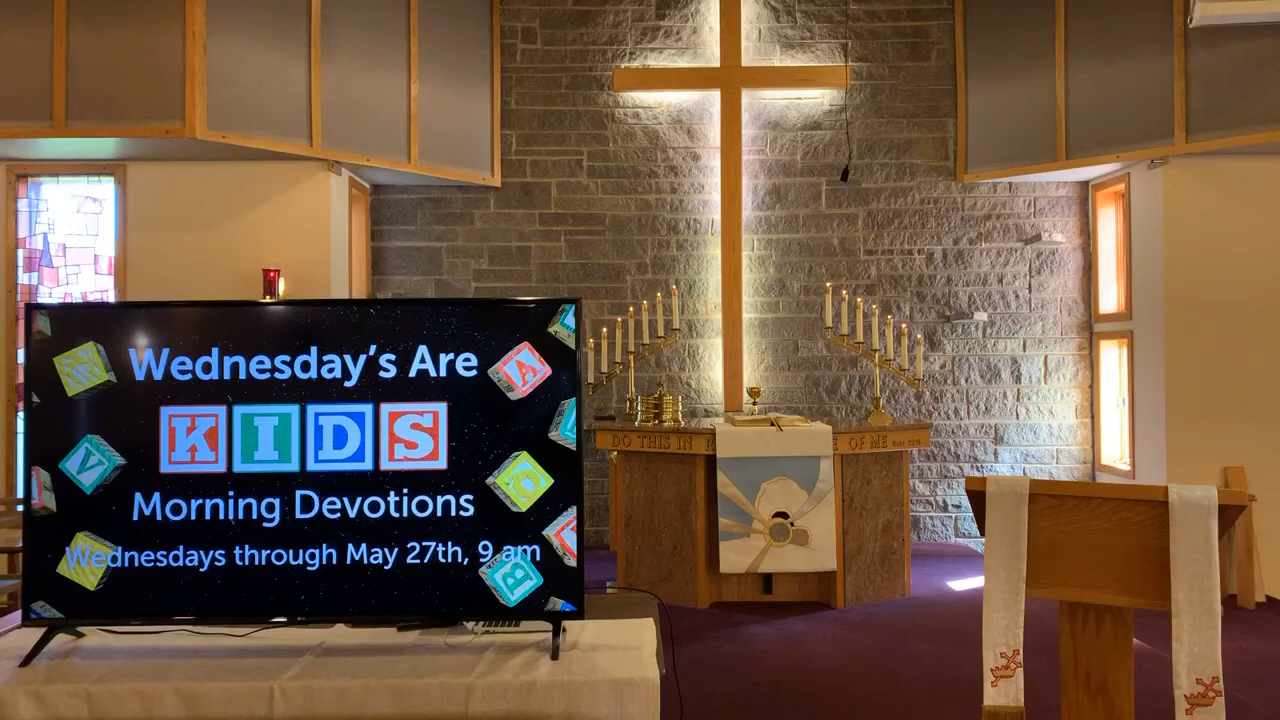 Wednesday's Are
KIDS
Morning Devotions
Wednesdays through May 27th, 9 am
A
V
B
DO THIS IN R E OF ME